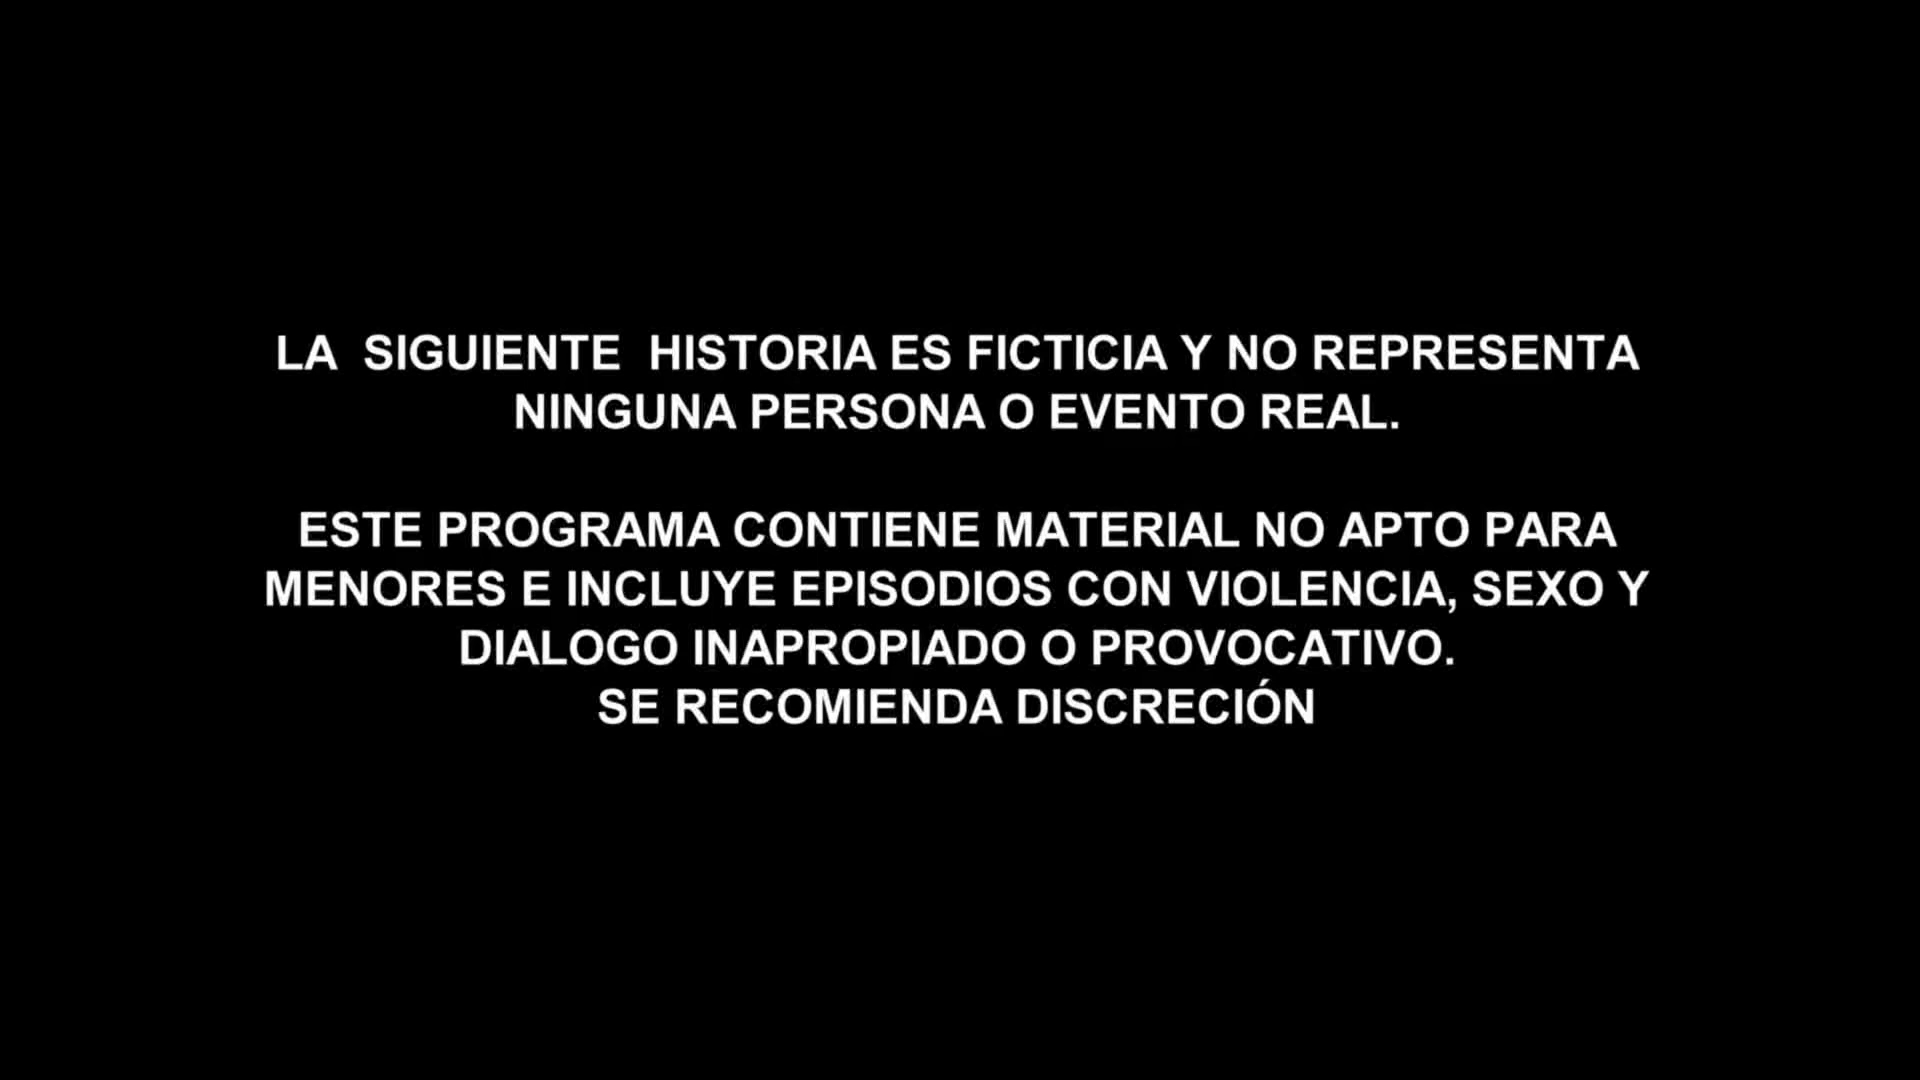 LA SIGUIENTE HISTORIA ES FICTICIA Y NO REPRESENTA
NINGUNA PERSONA O EVENTO REAL.
ESTE PROGRAMA CONTIENE MATERIAL NO APTO PARA
MENORES E INCLUYE EPISODIOS CON VIOLENCIA, SEXO Y
DIALOGO INAPROPIADO O PROVOCATIVO.
SE RECOMIENDA DISCRECIÓN